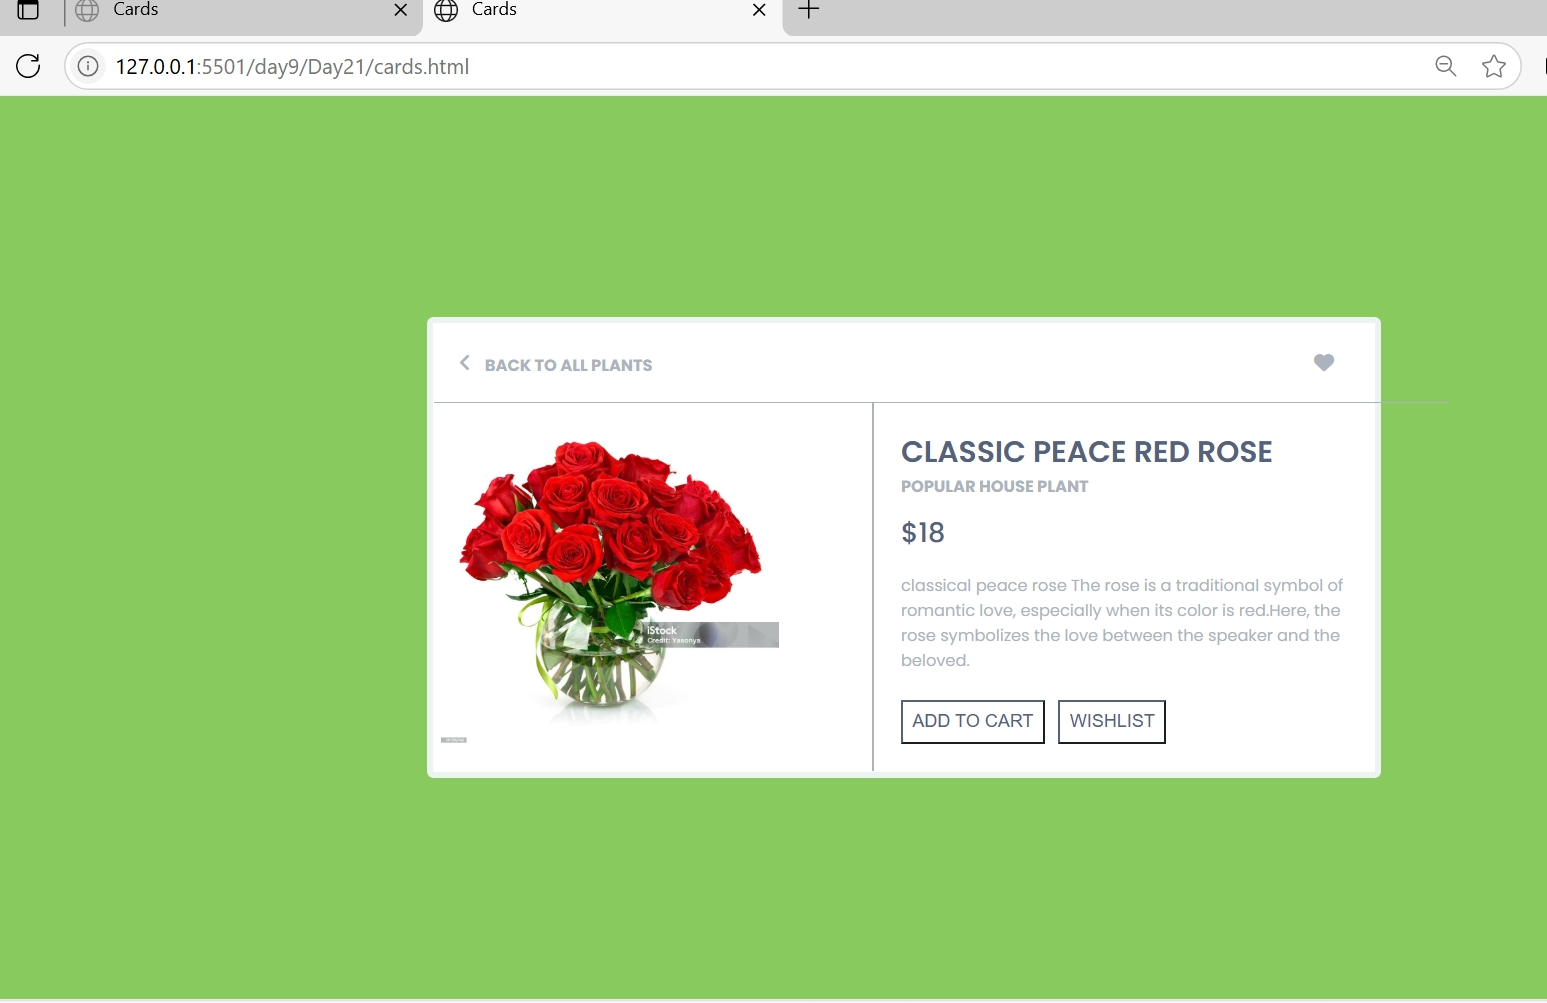 Cards
Cards
127.0.0.1:5501/day9/Day21/cards.html
BACK TO ALL PLANTS
CLASSIC PEACE RED ROSE
POPULAR HOUSE PLANT
$18
classical peace rose The rose is a traditional symbol of
romantic love, especially when its color is red.Here, the
rose symbolizes the love between the speaker and the
beloved.
iStock
Credit: Yasonya
ADD TO CART
WISHLIST